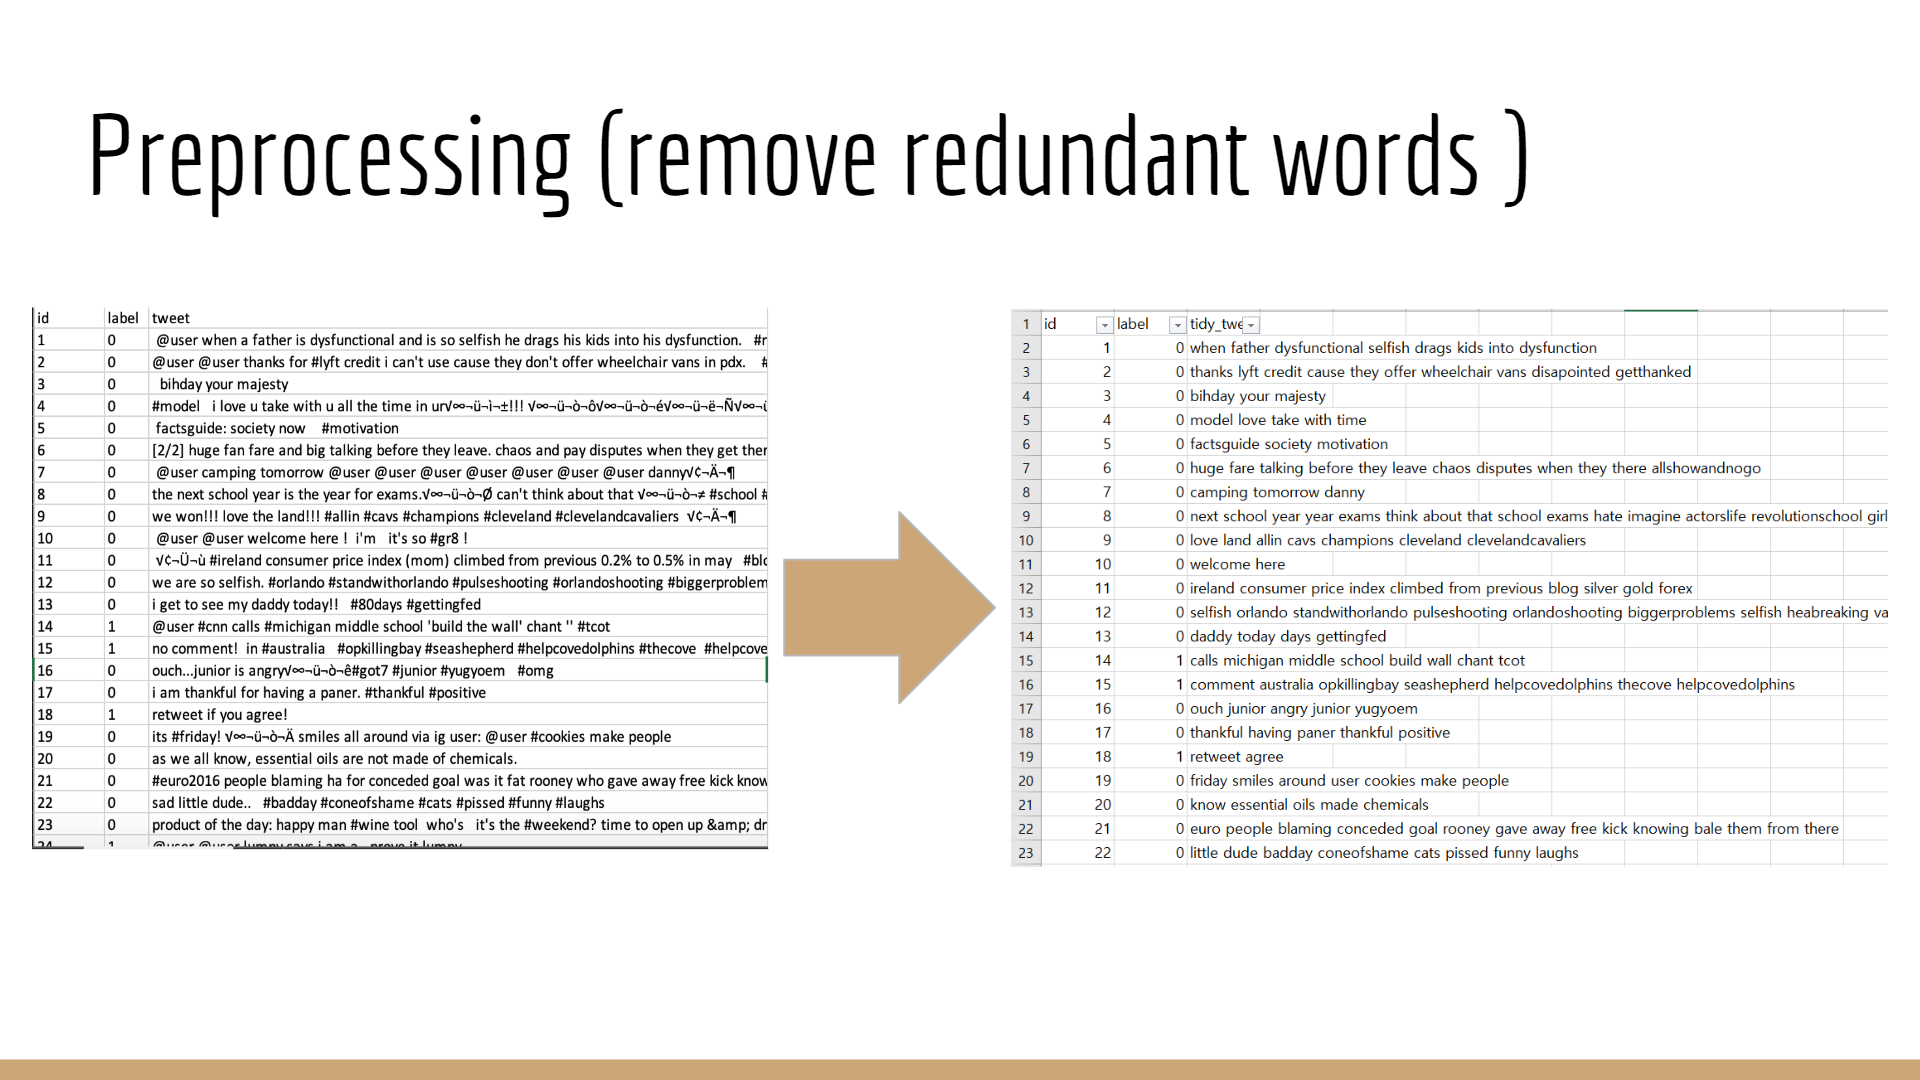 Preprocessing (remove redundant words )
id label tweet
1 0 @user when a father is dysfunctional and is so selfish he drags his kids into his dysfunction. #r
2 0 @user @user thanks for #lyft credit i can't use cause they don't offer wheelchair vans in pdx. #
3 0 bihday your majesty
4 0 #model i love u take with u all the time in ur√∞¬ü¬ì¬±!!! √∞¬ü¬ò¬ô√∞¬ü¬ò¬é√∞¬ü¬ë¬Ñ√∞¬
5 0 factsguide: society now #motivation
6 0 [2/2] huge fan fare and big talking before they leave. chaos and pay disputes when they get ther
7 0 @user camping tomorrow @user @user @user @user @user @user @user danny√¢¬Ä¬¶
8 0 the next school year is the year for exams.√∞¬ü¬ò¬Ø can't think about that √∞¬ü¬ò¬≠ #school #
9 0 we won!!! love the land!!! #allin #cavs #champions #cleveland #clevelandcavaliers √¢¬Ä¬¶
10 0 @user @user welcome here ! i'm it's so #gr8 !
11 0 √¢¬Ü¬ù #ireland consumer price index (mom) climbed from previous 0.2% to 0.5% in may #blo
12 0 we are so selfish. #orlando #standwithorlando #pulseshooting #orlandoshooting #biggerproblem
13 0 i get to see my daddy today!! #80days #gettingfed
14 1 @user #cnn calls #michigan middle school 'build the wall' chant '' #tcot
15 1 no comment! in #australia #opkillingbay #seashepherd #helpcovedolphins #thecove #helpcove
16 0 ouch...junior is angry√∞¬ü¬ò¬ê#got7 #junior #yugyoem #omg
17 0 i am thankful for having a paner. #thankful #positive
18 1 retweet if you agree!
19 0 its #friday! √∞¬ü¬ò¬Ä smiles all around via ig user: @user #cookies make people
20 0 as we all know, essential oils are not made of chemicals.
21 0 #euro2016 people blaming ha for conceded goal was it fat rooney who gave away free kick know
22 0 sad little dude.. #badday #coneofshame #cats #pissed #funny #laughs
23 0 product of the day: happy man #wine tool who's it's the #weekend? time to open up &amp; dr
24 1 @user @user lumpy says i am a . prove it lumpy.
1 id label tidy_twe
2 1 0 when father dysfunctional selfish drags kids into dysfunction
3 2 0 thanks lyft credit cause they offer wheelchair vans disapointed getthanked
4 3 0 bihday your majesty
5 4 0 model love take with time
6 5 0 factsguide society motivation
7 6 0 huge fare talking before they leave chaos disputes when they there allshowandnogo
8 7 0 camping tomorrow danny
9 8 0 next school year year exams think about that school exams hate imagine actorslife revolutionschool girl
10 9 0 love land allin cavs champions cleveland clevelandcavaliers
11 10 0 welcome here
12 11 0 ireland consumer price index climbed from previous blog silver gold forex
13 12 0 selfish orlando standwithorlando pulseshooting orlandoshooting biggerproblems selfish heabreaking va
14 13 0 daddy today days gettingfed
15 14 1 calls michigan middle school build wall chant tcot
16 15 1 comment australia opkillingbay seashepherd helpcovedolphins thecove helpcovedolphins
17 16 0 ouch junior angry junior yugyoem
18 17 0 thankful having paner thankful positive
19 18 1 retweet agree
20 19 0 friday smiles around user cookies make people
21 20 0 know essential oils made chemicals
22 21 0 euro people blaming conceded goal rooney gave away free kick knowing bale them from there
23 22 0 little dude badday coneofshame cats pissed funny laughs